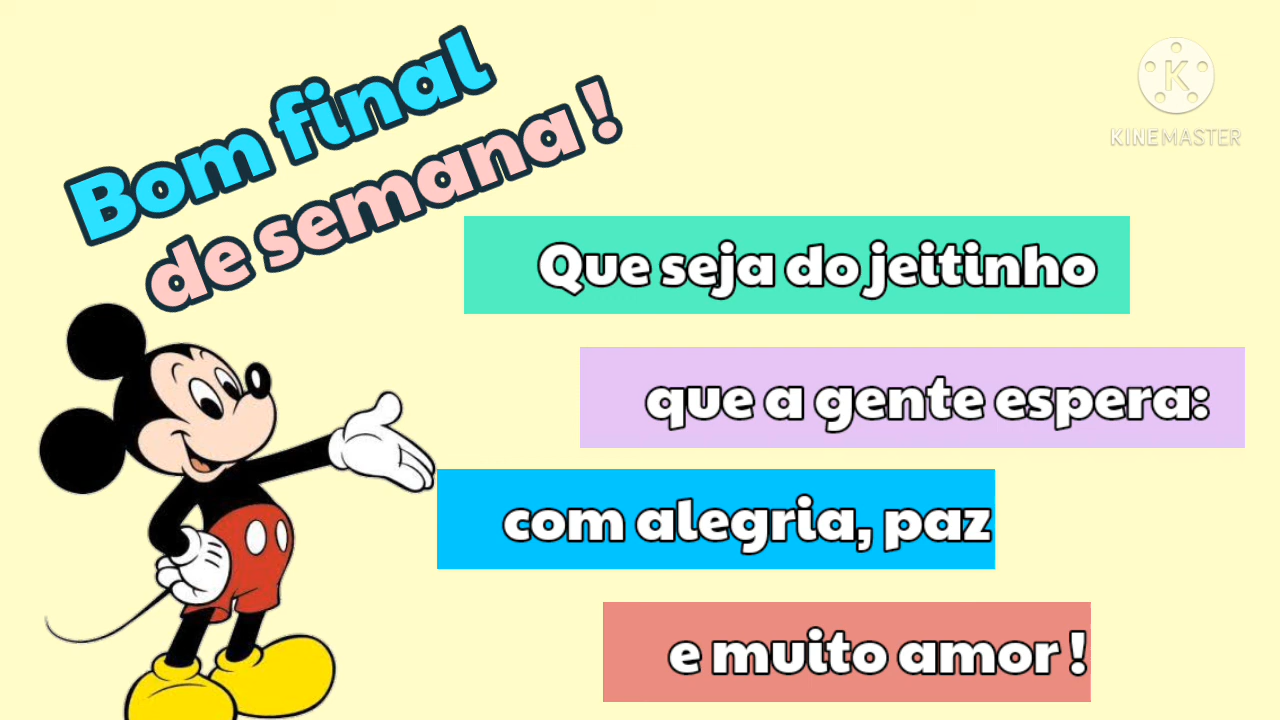 Bom final
de semana !
K
KINEMASTER
Que seja do jeitinho
que a gente espera:
com alegria, paz
e muito amor !